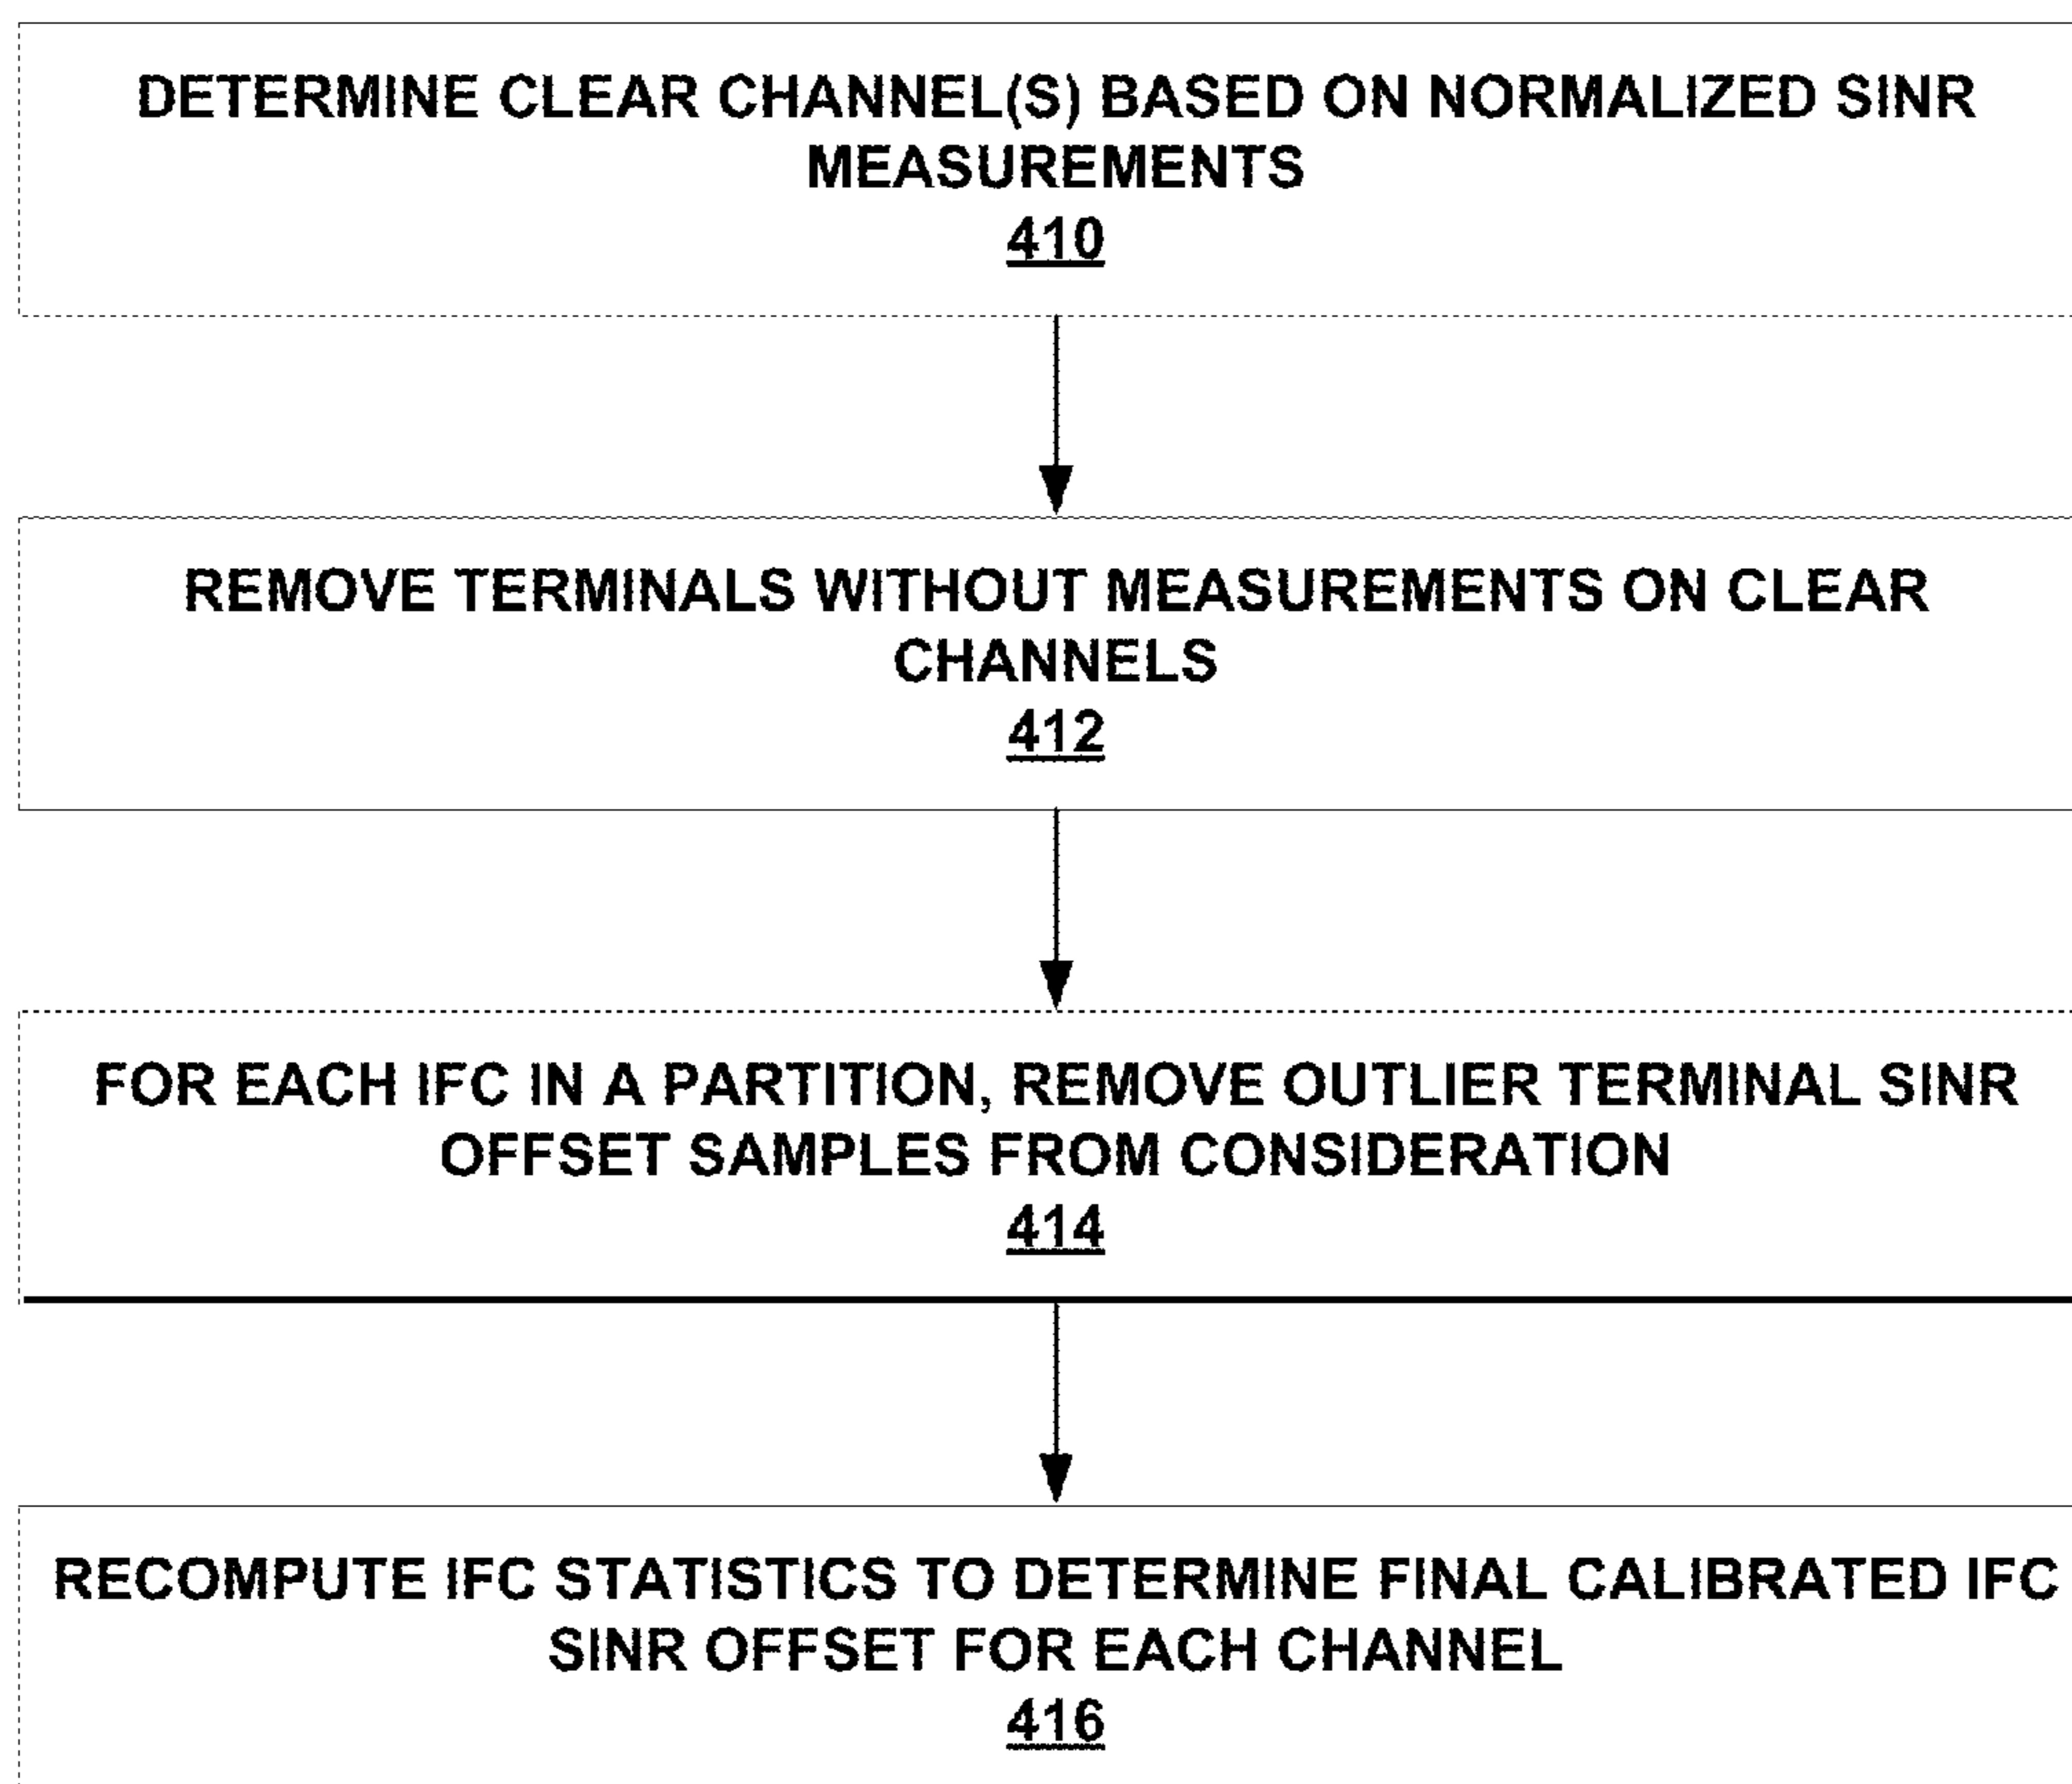 DETERMINE CLEAR CHANNEL(S) BASED ON NORMALIZED SINR
MEASUREMENTS
410
REMOVE TERMINALS WITHOUT MEASUREMENTS ON CLEAR
CHANNELS
412
FOR EACH IFC IN A PARTITION, REMOVE OUTLIER TERMINAL SINR
OFFSET SAMPLES FROM CONSIDERATION
414
RECOMPUTE IFC STATISTICS TO DETERMINE FINAL CALIBRATED IFC
SINR OFFSET FOR EACH CHANNEL
416